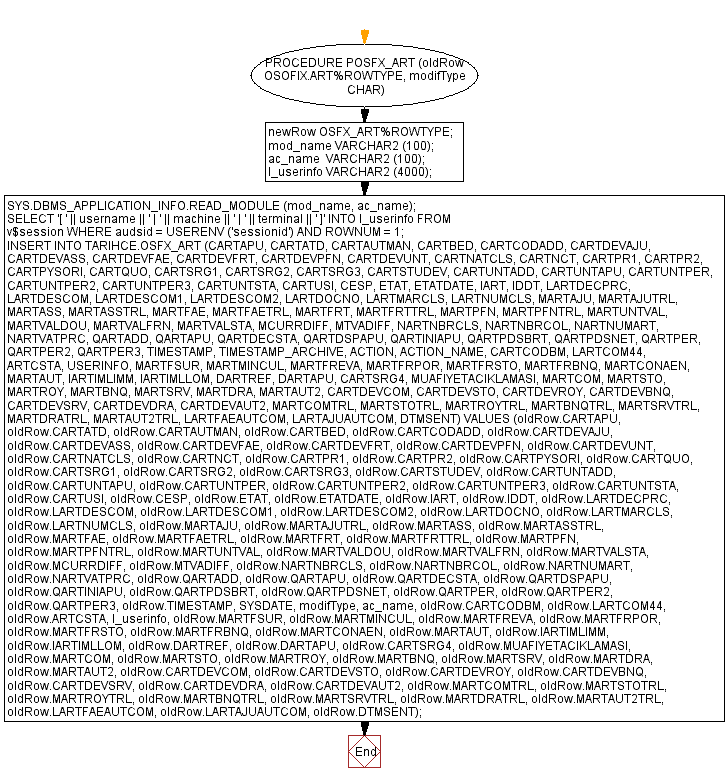 PROCEDURE POSFX_ART (oldRow
OSOFIX.ART%ROWTYPE, modifType
CHAR)
newRow OSFX_ART%ROWTYPE;
mod_name VARCHAR2 (100);
ac_name  VARCHAR2 (100);
l_userinfo VARCHAR2 (4000);
SYS.DBMS_APPLICATION_INFO.READ_MODULE (mod_name, ac_name);
SELECT '[ ' || username || ' | ' || machine || ' | ' || terminal || ' ]' INTO l_userinfo FROM
v$session WHERE audsid = USERENV ('sessionid') AND ROWNUM = 1;
INSERT INTO TARIHCE.OSFX_ART (CARTAPU, CARTATD, CARTAUTMAN, CARTBED, CARTCODADD, CARTDEVAJU,
CARTDEVASS, CARTDEVFAE, CARTDEVFRT, CARTDEVPFN, CARTDEVUNT, CARTNATCLS, CARTNCT, CARTPR1, CARTPR2,
CARTPYSORI, CARTQUO, CARTSRG1, CARTSRG2, CARTSRG3, CARTSTUDEV, CARTUNTADD, CARTUNTAPU, CARTUNTPER,
CARTUNTPER2, CARTUNTPER3, CARTUNTSTA, CARTUSI, CESP, ETAT, ETATDATE, IART, IDDT, LARTDECPRC,
LARTDESCOM, LARTDESCOM1, LARTDESCOM2, LARTDOCNO, LARTMARCLS, LARTNUMCLS, MARTAJU, MARTAJUTRL,
MARTASS, MARTASSTRL, MARTFAE, MARTFAETRL, MARTFRT, MARTFRTTRL, MARTPFN, MARTPFNTRL, MARTUNTVAL,
MARTVALDOU, MARTVALFRN, MARTVALSTA, MCURRDIFF, MTVADIFF, NARTNBRCLS, NARTNBRCOL, NARTNUMART,
NARTVATPRC, QARTADD, QARTAPU, QARTDECSTA, QARTDSPAPU, QARTINIAPU, QARTPDSBRT, QARTPDSNET, QARTPER,
QARTPER2, QARTPER3, TIMESTAMP, TIMESTAMP_ARCHIVE, ACTION, ACTION_NAME, CARTCODBM, LARTCOM44,
ARTCSTA, USERINFO, MARTFSUR, MARTMINCUL, MARTFREVA, MARTFRPOR, MARTFRSTO, MARTFRBNQ, MARTCONAEN,
MARTAUT, IARTIMLIMM, IARTIMLLOM, DARTREF, DARTAPU, CARTSRG4, MUAFIYETACIKLAMASI, MARTCOM, MARTSTO,
MARTROY, MARTBNQ, MARTSRV, MARTDRA, MARTAUT2, CARTDEVCOM, CARTDEVSTO, CARTDEVROY, CARTDEVBNQ,
CARTDEVSRV, CARTDEVDRA, CARTDEVAUT2, MARTCOMTRL, MARTSTOTRL, MARTROYTRL, MARTBNQTRL, MARTSRVTRL,
MARTDRATRL, MARTAUT2TRL, LARTFAEAUTCOM, LARTAJUAUTCOM, DTMSENT) VALUES (oldRow.CARTAPU,
oldRow.CARTATD, oldRow.CARTAUTMAN, oldRow.CARTBED, oldRow.CARTCODADD, oldRow.CARTDEVAJU,
oldRow.CARTDEVASS, oldRow.CARTDEVFAE, oldRow.CARTDEVFRT, oldRow.CARTDEVPFN, oldRow.CARTDEVUNT,
oldRow.CARTNATCLS, oldRow.CARTNCT, oldRow.CARTPR1, oldRow.CARTPR2, oldRow.CARTPYSORI, oldRow.CARTQUO,
oldRow.CARTSRG1, oldRow.CARTSRG2, oldRow.CARTSRG3, oldRow.CARTSTUDEV, oldRow.CARTUNTADD,
oldRow.CARTUNTAPU, oldRow.CARTUNTPER, oldRow.CARTUNTPER2, oldRow.CARTUNTPER3, oldRow.CARTUNTSTA,
oldRow.CARTUSI, oldRow.CESP, oldRow.ETAT, oldRow.ETATDATE, oldRow.IART, oldRow.IDDT, oldRow.LARTDECPRC,
oldRow.LARTDESCOM, oldRow.LARTDESCOM1, oldRow.LARTDESCOM2, oldRow.LARTDOCNO, oldRow.LARTMARCLS,
oldRow.LARTNUMCLS, oldRow.MARTAJU, oldRow.MARTAJUTRL, oldRow.MARTASS, oldRow.MARTASSTRL,
oldRow.MARTFAE, oldRow.MARTFAETRL, oldRow.MARTFRT, oldRow.MARTFRTTRL, oldRow.MARTPFN,
oldRow.MARTPFNTRL, oldRow.MARTUNTVAL, oldRow.MARTVALDOU, oldRow.MARTVALFRN, oldRow.MARTVALSTA,
oldRow.MCURRDIFF, oldRow.MTVADIFF, oldRow.NARTNBRCLS, oldRow.NARTNBRCOL, oldRow.NARTNUMART,
oldRow.NARTVATPRC, oldRow.QARTADD, oldRow.QARTAPU, oldRow.QARTDECSTA, oldRow.QARTDSPAPU,
oldRow.QARTINIAPU, oldRow.QARTPDSBRT, oldRow.QARTPDSNET, oldRow.QARTPER, oldRow.QARTPER2,
oldRow.QARTPER3, oldRow.TIMESTAMP, SYSDATE, modifType, ac_name, oldRow.CARTCODBM, oldRow.LARTCOM44,
oldRow.ARTCSTA, l_userinfo, oldRow.MARTFSUR, oldRow.MARTMINCUL, oldRow.MARTFREVA, oldRow.MARTFRPOR,
oldRow.MARTFRSTO, oldRow.MARTFRBNQ, oldRow.MARTCONAEN, oldRow.MARTAUT, oldRow.IARTIMLIMM,
oldRow.IARTIMLLOM, oldRow.DARTREF, oldRow.DARTAPU, oldRow.CARTSRG4, oldRow.MUAFIYETACIKLAMASI,
oldRow.MARTCOM, oldRow.MARTSTO, oldRow.MARTROY, oldRow.MARTBNQ, oldRow.MARTSRV, oldRow.MARTDRA,
oldRow.MARTAUT2, oldRow.CARTDEVCOM, oldRow.CARTDEVSTO, oldRow.CARTDEVROY, oldRow.CARTDEVBNQ,
oldRow.CARTDEVSRV, oldRow.CARTDEVDRA, oldRow.CARTDEVAUT2, oldRow.MARTCOMTRL, oldRow.MARTSTOTRL,
oldRow.MARTROYTRL, oldRow.MARTBNQTRL, oldRow.MARTSRVTRL, oldRow.MARTDRATRL, oldRow.MARTAUT2TRL,
oldRow.LARTFAEAUTCOM, oldRow.LARTAJUAUTCOM, oldRow.DTMSENT);
End